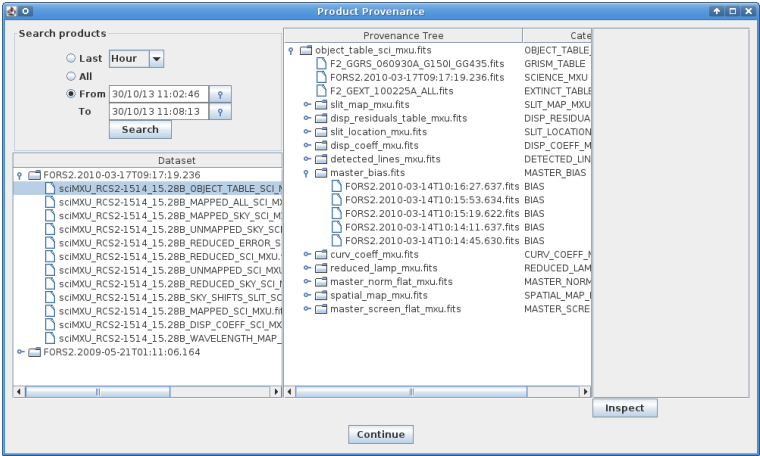 Product Provenance
Search products
Last Hour
All
From 30/10/13 11:02:46
To 30/10/13 11:08:13
Search
Dataset
FORS2.2010-03-17T09:17:19.236
sciMXU_RCS2-1514_15.28B_OBJECT_TABLE_SCI_M
sciMXU_RCS2-1514_15.28B_MAPPED_ALL_SCI_MX
sciMXU_RCS2-1514_15.28B_MAPPED_SKY_SCI_M
sciMXU_RCS2-1514_15.28B_UNMAPPED_SKY_SCI
sciMXU_RCS2-1514_15.28B_REDUCED_ERROR_S
sciMXU_RCS2-1514_15.28B_REDUCED_SCI_MXU.
sciMXU_RCS2-1514_15.28B_UNMAPPED_SCI_MXU
sciMXU_RCS2-1514_15.28B_REDUCED_SKY_SCI_
sciMXU_RCS2-1514_15.28B_SKY_SHIFTS_SLIT_SC
sciMXU_RCS2-1514_15.28B_MAPPED_SCI_MXU.fi
sciMXU_RCS2-1514_15.28B_DISP_COEFF_SCI_MX
sciMXU_RCS2-1514_15.28B_WAVELENGTH_MAP_
FORS2.2009-05-21T01:11:06.164
Provenance Tree Cate
object_table_sci_mxu.fits OBJECT_TABLE_
F2_GGRS_060930A_G150I_GG435.fits GRISM_TABLE
FORS2.2010-03-17T09:17:19.236.fits SCIENCE_MXU
F2_GEXT_100225A_ALL.fits EXTINCT_TABLE
slit_map_mxu.fits SLIT_MAP_MXU
disp_residuals_table_mxu.fits DISP_RESIDUA
slit_location_mxu.fits SLIT_LOCATION
disp_coeff_mxu.fits DISP_COEFF_M
detected_lines_mxu.fits DETECTED_LIN
master_bias.fits MASTER_BIAS
FORS2.2010-03-14T10:16:27.637.fits BIAS
FORS2.2010-03-14T10:15:53.634.fits BIAS
FORS2.2010-03-14T10:15:19.622.fits BIAS
FORS2.2010-03-14T10:14:11.637.fits BIAS
FORS2.2010-03-14T10:14:45.630.fits BIAS
curv_coeff_mxu.fits CURV_COEFF_M
reduced_lamp_mxu.fits REDUCED_LAM
master_norm_flat_mxu.fits MASTER_NORM
spatial_map_mxu.fits SPATIAL_MAP_
master_screen_flat_mxu.fits MASTER_SCRE
Inspect
Continue